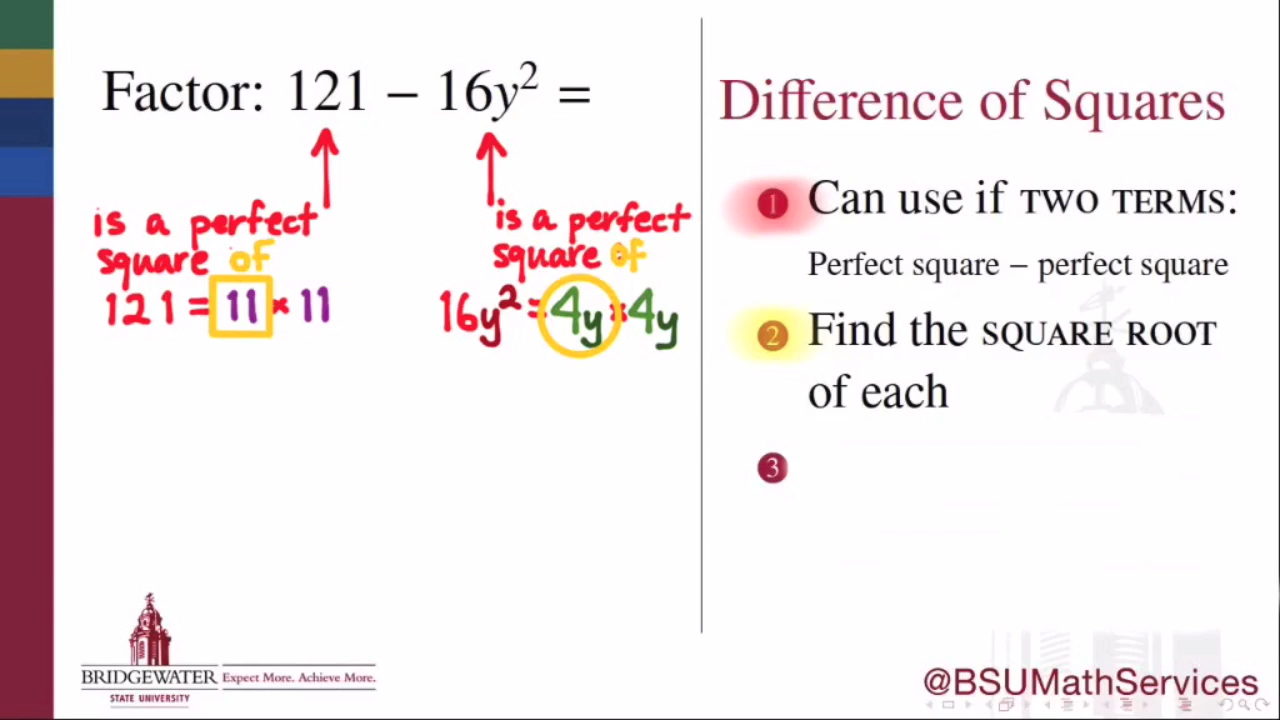 Factor: 121 − 16y² =
is a perfect
square of
121 = 11 × 11
is a perfect
square of
16y² = 4y × 4y
Difference of Squares
1 Can use if TWO TERMS:
Perfect square − perfect square
2 Find the SQUARE ROOT
of each
3
BRIDGEWATER
STATE UNIVERSITY
Expect More. Achieve More.
@BSUMathServices